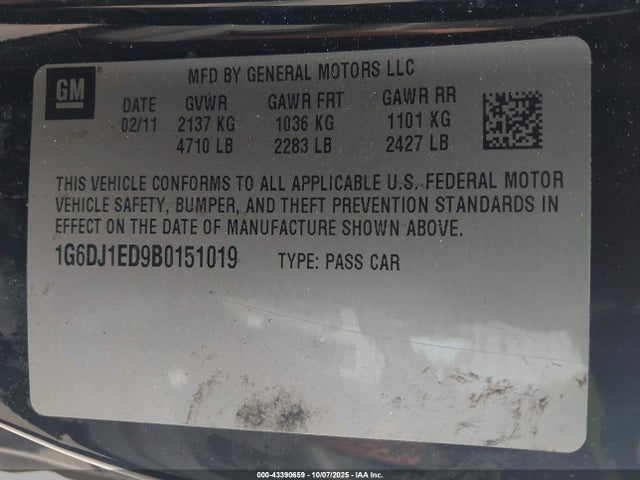 GM
MFD BY GENERAL MOTORS LLC
DATE GVWR GAWR FRT GAWR RR
02/11 2137 KG 1036 KG 1101 KG
4710 LB 2283 LB 2427 LB
THIS VEHICLE CONFORMS TO ALL APPLICABLE U.S. FEDERAL MOTOR
VEHICLE SAFETY, BUMPER, AND THEFT PREVENTION STANDARDS IN
EFFECT ON THE DATE OF MANUFACTURE SHOWN ABOVE.
1G6DJ1ED9B0151019 TYPE: PASS CAR
000-43390659 | 10/07/2025 | IAA Inc.